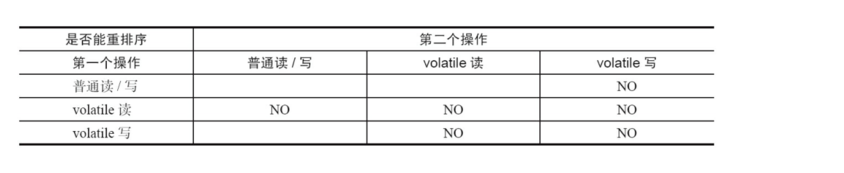 是否能重排序 第二个操作
第一个操作 普通读 / 写 volatile 读 volatile 写
普通读 / 写 NO
volatile 读 NO NO NO
volatile 写 NO NO